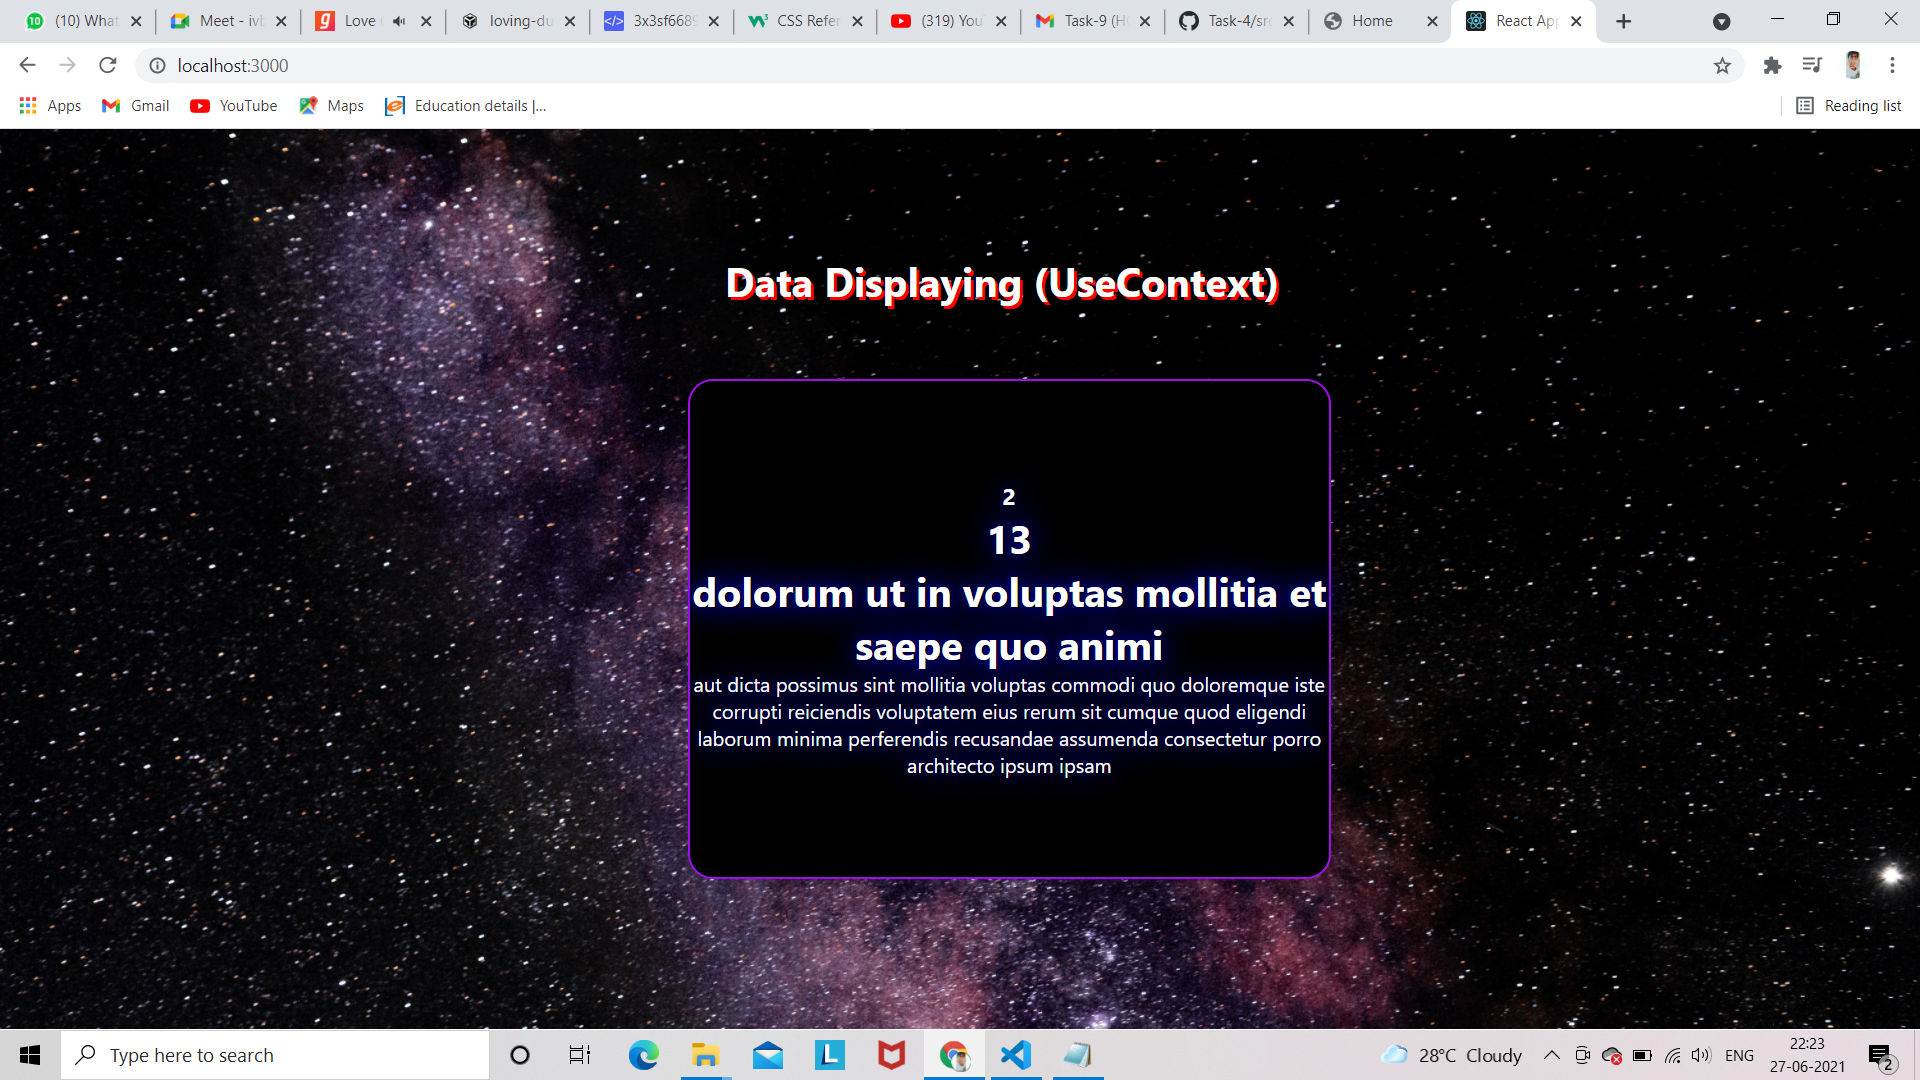 (10) What
Meet - ivb
Love
loving-du
3x3sf6689
CSS Refer
(319) You
Task-9 (H
Task-4/src
Home
React App
localhost:3000
Apps
Gmail
YouTube
Maps
Education details |...
Reading list
Data Displaying (UseContext)
2
13
dolorum ut in voluptas mollitia et
saepe quo animi
aut dicta possimus sint mollitia voluptas commodi quo doloremque iste
corrupti reiciendis voluptatem eius rerum sit cumque quod eligendi
laborum minima perferendis recusandae assumenda consectetur porro
architecto ipsum ipsam
Type here to search
28°C Cloudy
ENG
22:23
27-06-2021
2